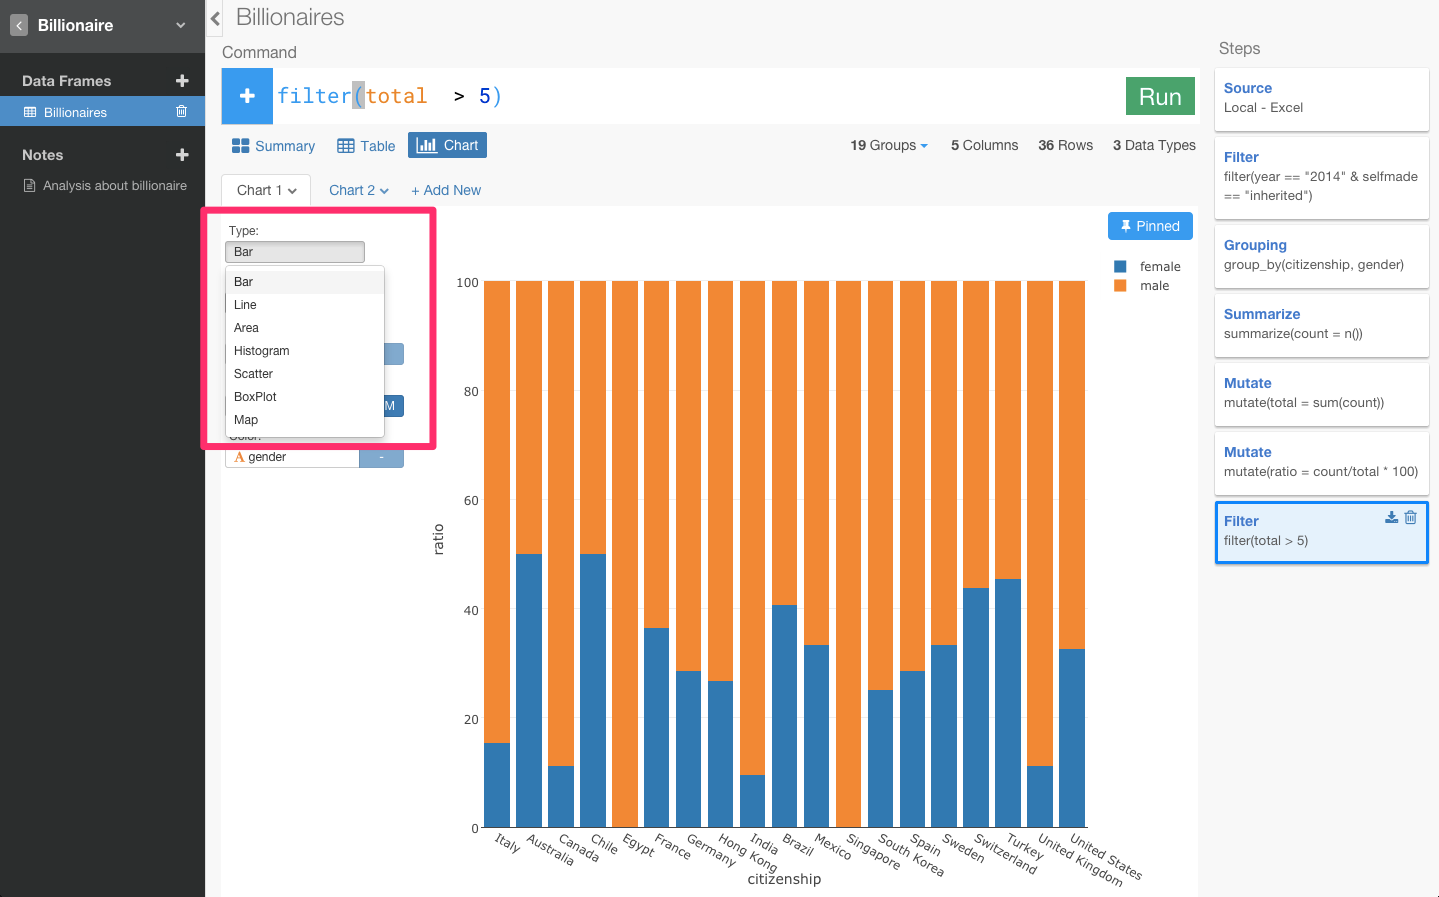 Billionaire
Data Frames
Billionaires
Notes
Analysis about billionaire
Billionaires
Command
+ filter(total > 5)
Run
Summary
Table
Chart
19 Groups
5 Columns
36 Rows
3 Data Types
Chart 1
Chart 2
+ Add New
Type:
Bar
Bar
Line
Area
Histogram
Scatter
BoxPlot
Map
M
Color:
A gender
-
Pinned
female
male
100
80
60
40
20
0
ratio
Italy
Australia
Canada
Chile
Egypt
France
Germany
Hong Kong
India
Brazil
Mexico
Singapore
South Korea
Spain
Sweden
Switzerland
Turkey
United Kingdom
United States
citizenship
Steps
Source
Local - Excel
Filter
filter(year == "2014" & selfmade
== "inherited")
Grouping
group_by(citizenship, gender)
Summarize
summarize(count = n())
Mutate
mutate(total = sum(count))
Mutate
mutate(ratio = count/total * 100)
Filter
filter(total > 5)